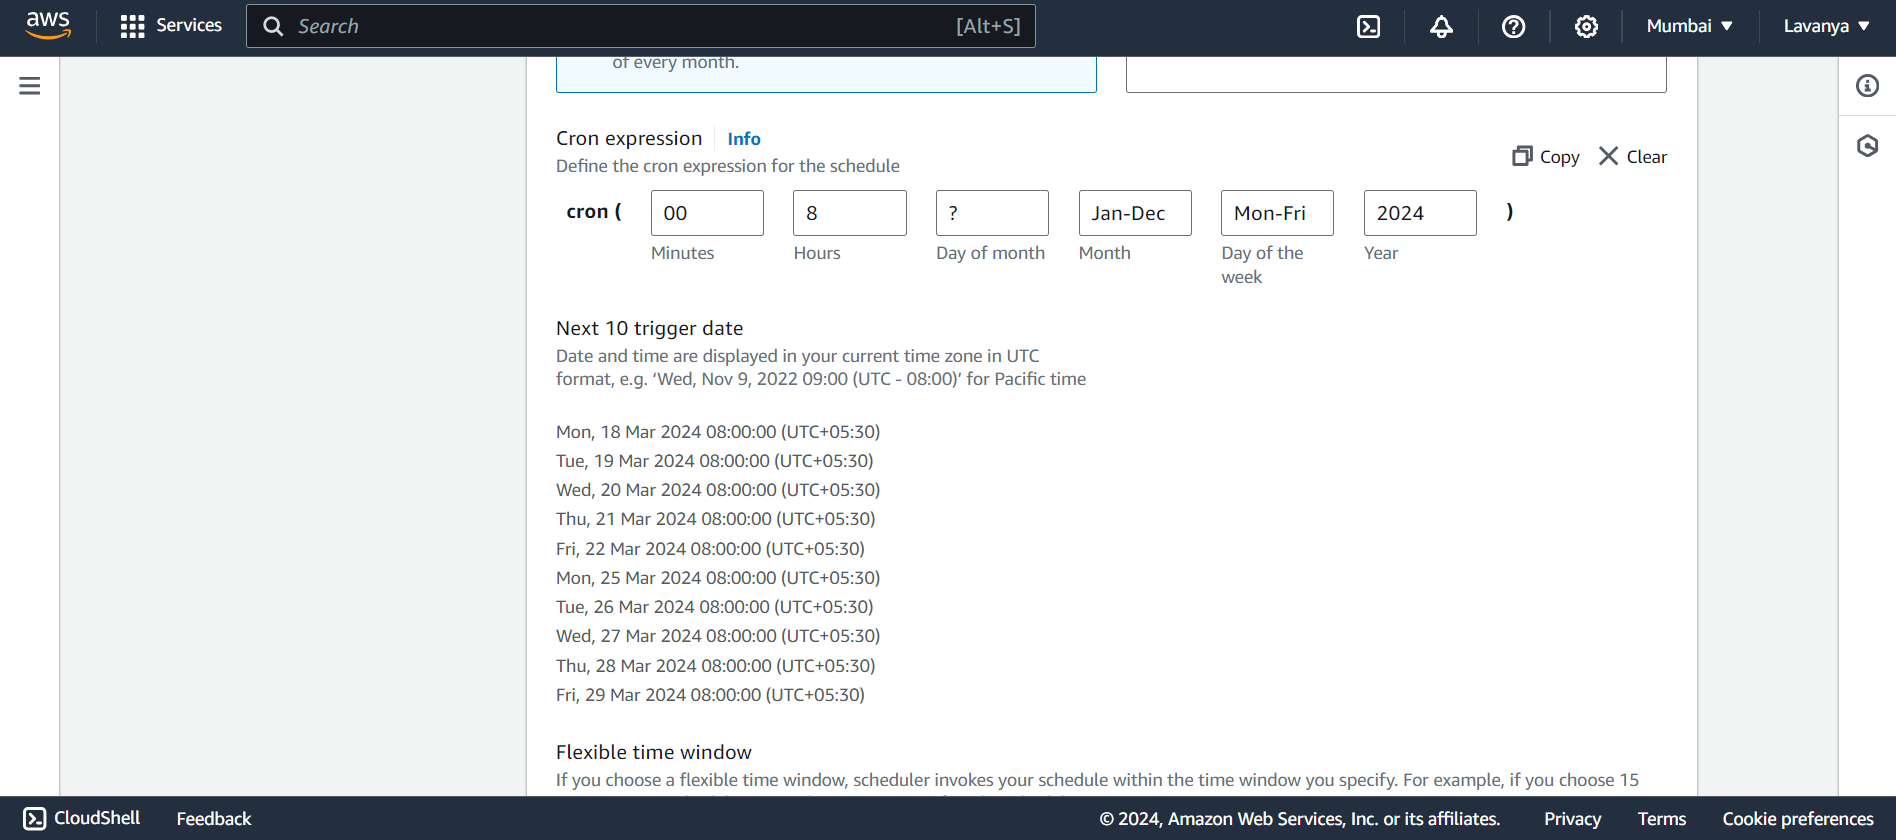 aws Services Search [Alt+S] Mumbai ▼ Lavanya ▼
of every month.
Cron expression Info
Define the cron expression for the schedule
Copy Clear
cron ( 00 8 ? Jan-Dec Mon-Fri 2024 )
Minutes Hours Day of month Month Day of the Year
week
Next 10 trigger date
Date and time are displayed in your current time zone in UTC
format, e.g. ‘Wed, Nov 9, 2022 09:00 (UTC - 08:00)’ for Pacific time
Mon, 18 Mar 2024 08:00:00 (UTC+05:30)
Tue, 19 Mar 2024 08:00:00 (UTC+05:30)
Wed, 20 Mar 2024 08:00:00 (UTC+05:30)
Thu, 21 Mar 2024 08:00:00 (UTC+05:30)
Fri, 22 Mar 2024 08:00:00 (UTC+05:30)
Mon, 25 Mar 2024 08:00:00 (UTC+05:30)
Tue, 26 Mar 2024 08:00:00 (UTC+05:30)
Wed, 27 Mar 2024 08:00:00 (UTC+05:30)
Thu, 28 Mar 2024 08:00:00 (UTC+05:30)
Fri, 29 Mar 2024 08:00:00 (UTC+05:30)
Flexible time window
If you choose a flexible time window, scheduler invokes your schedule within the time window you specify. For example, if you choose 15
CloudShell Feedback © 2024, Amazon Web Services, Inc. or its affiliates. Privacy Terms Cookie preferences